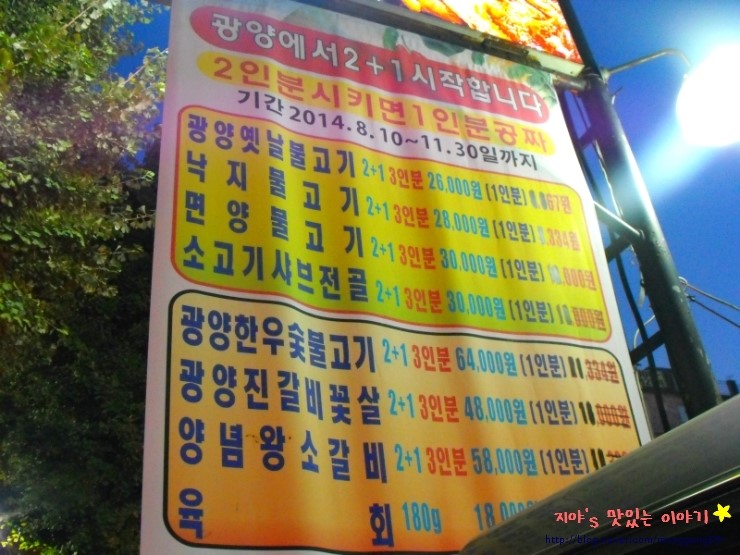 광양에서2+1시작합니다
2인분시키면1인분공짜
기간2014.8.10~11.30일까지
광양옛날불고기 2+1 3인분 26,000원 (1인분)
낙지불고기 2+1 3인분 28,000원 (1인분)
면양불고기 2+1 3인분 30,000원 (1인분)
소고기샤브전골 2+1 3인분 30,000원 (1인분)
광양한우숯불고기 2+1 3인분 64,000원 (1인분)
광양진갈비꽃살 2+1 3인분 48,000원 (1인분)
양념왕소갈비 2+1 3인분 58,000원 (1인분)
육회 180g
지야's 맛있는 이야기